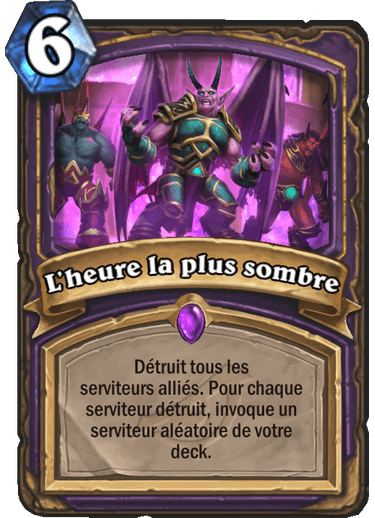 6
L'heure la plus sombre
Détruit tous les
serviteurs alliés. Pour chaque
serviteur détruit, invoque un
serviteur aléatoire de votre
deck.